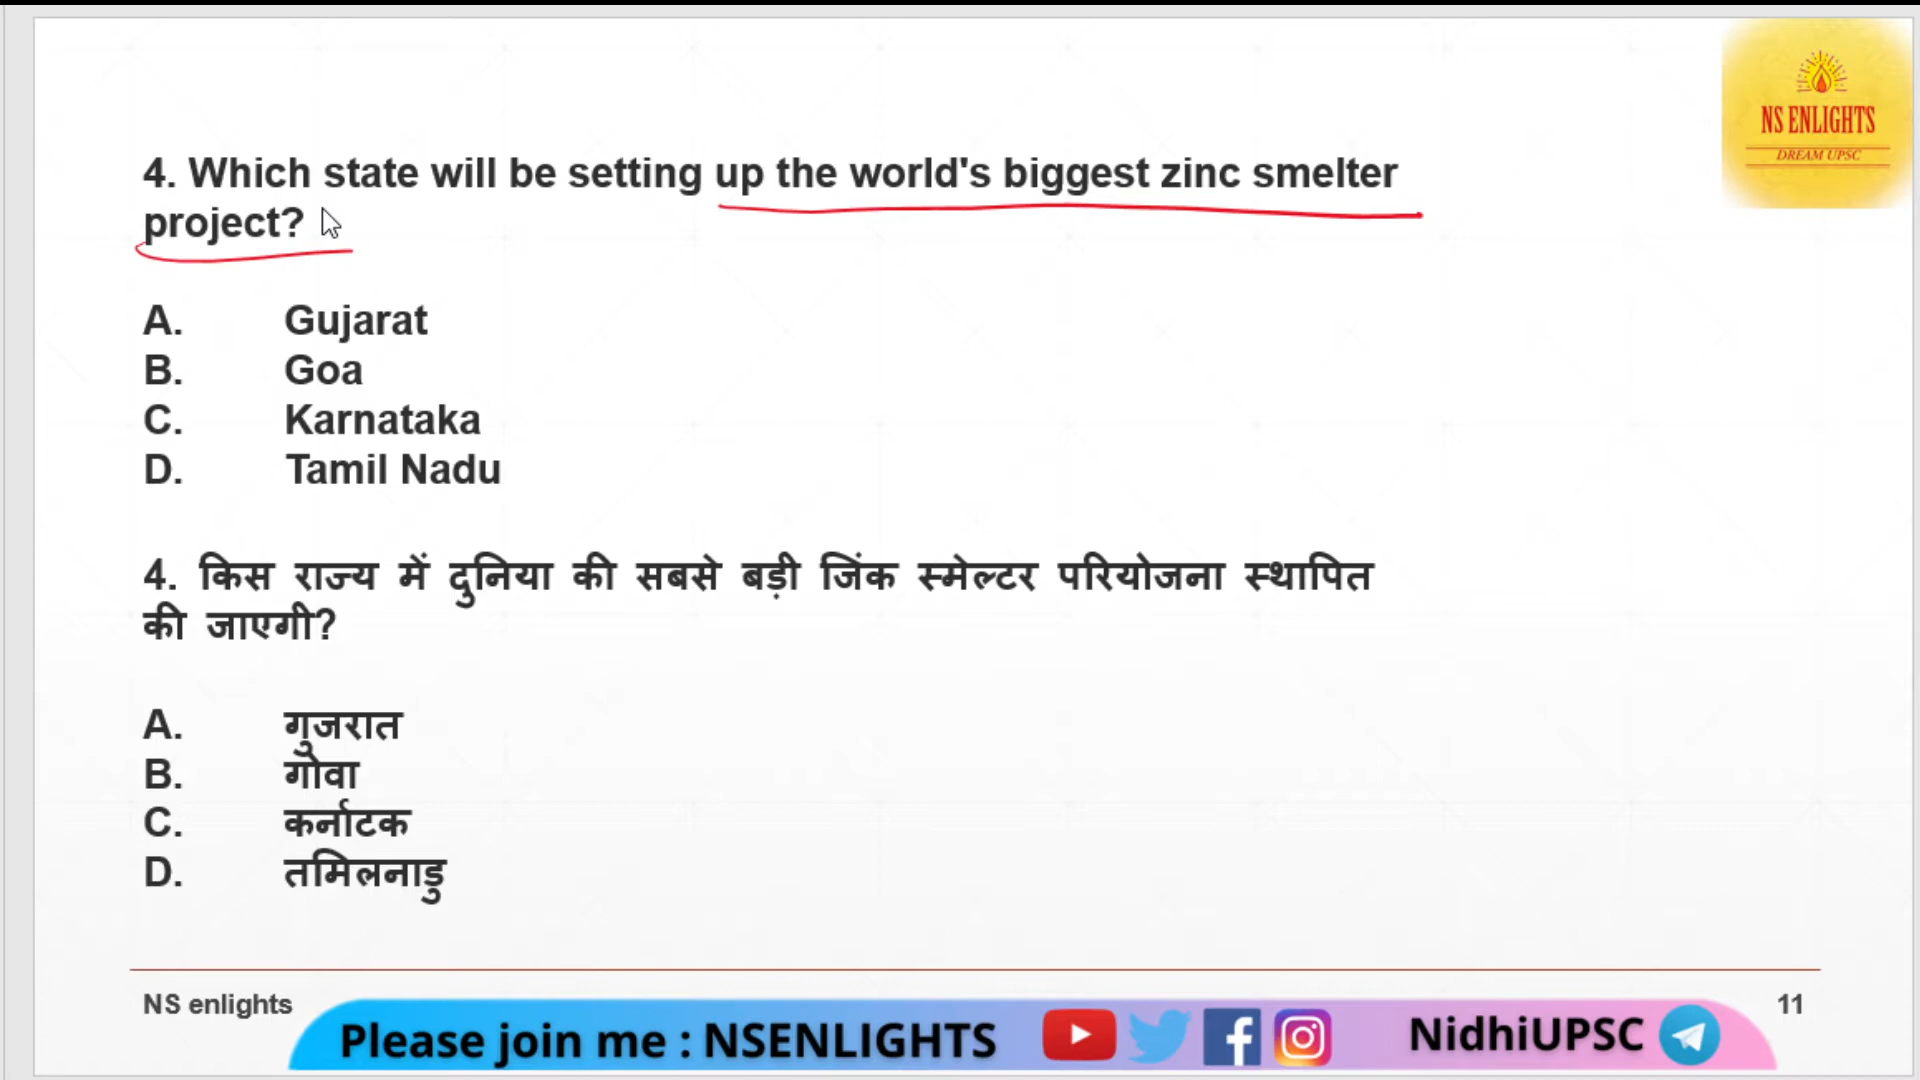 NS ENLIGHTS
DREAM UPSC
4. Which state will be setting up the world's biggest zinc smelter
project?
A. Gujarat
B. Goa
C. Karnataka
D. Tamil Nadu
4. किस राज्य में दुनिया की सबसे बड़ी जिंक स्मेल्टर परियोजना स्थापित
की जाएगी?
A. गुजरात
B. गोवा
C. कर्नाटक
D. तमिलनाडु
NS enlights
11
Please join me : NSENLIGHTS
NidhiUPSC